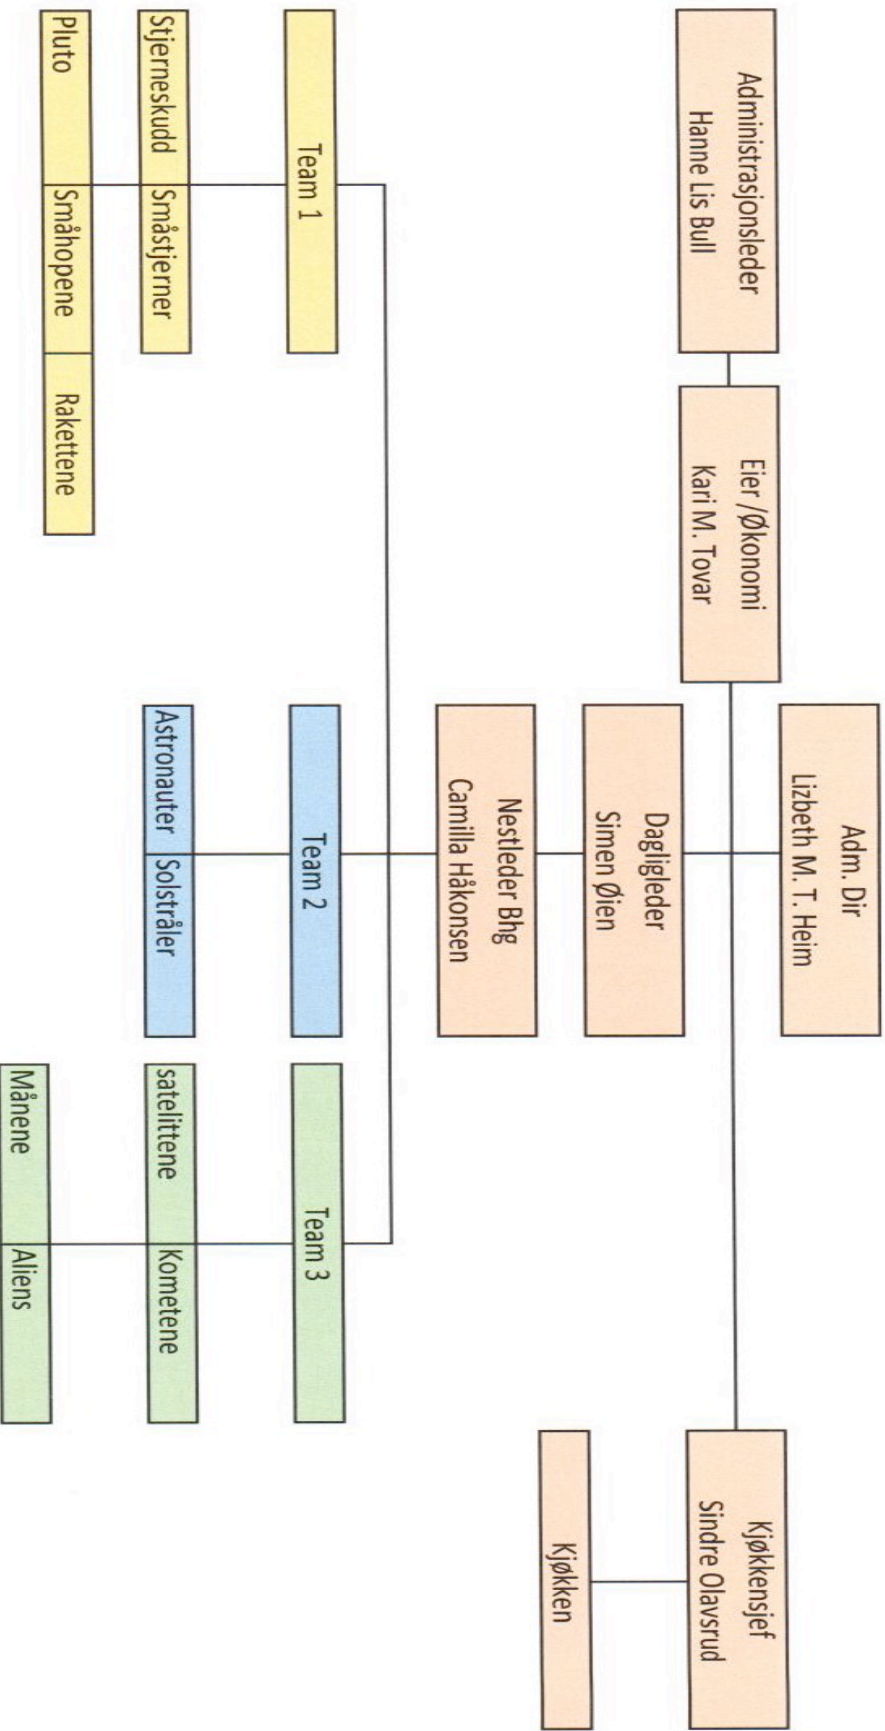 Adm. Dir
Lizbeth M. T. Heim
Administrasjonsleder
Hanne Lis Bull
Eier /Økonomi
Kari M. Tovar
Kjøkkensjef
Sindre Olavsrud
Dagligleder
Simen Øien
Kjøkken
Nestleder Bhg
Camilla Håkonsen
Team 1
Team 2
Team 3
Stjerneskudd Småstjerner
Astronauter Solstråler
satelittene Kometene
Pluto Småhopene Rakettene
Månene Aliens